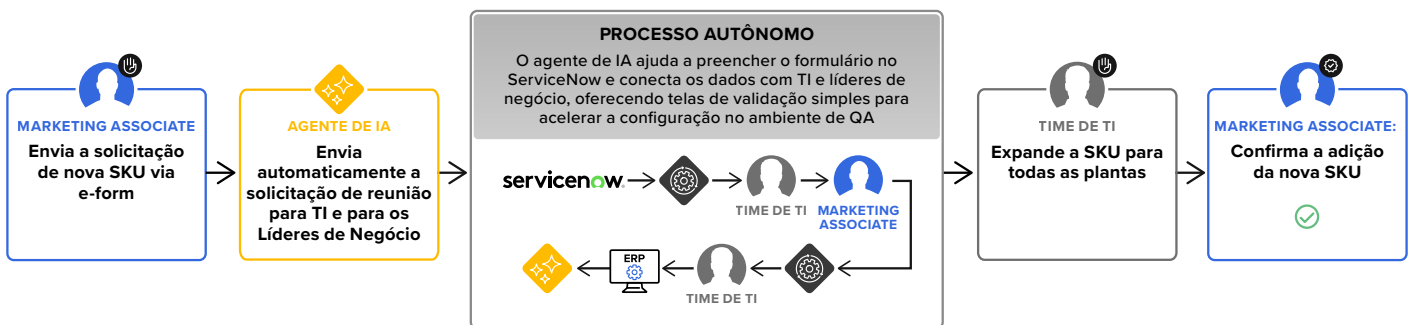 MARKETING ASSOCIATE
Envia a solicitação
de nova SKU via
e-form
AGENTE DE IA
Envia
automaticamente a
solicitação de reunião
para TI e para os
Líderes de Negócio
PROCESSO AUTÔNOMO
O agente de IA ajuda a preencher o formulário no
ServiceNow e conecta os dados com TI e líderes de
negócio, oferecendo telas de validação simples para
acelerar a configuração no ambiente de QA
servicenow.
TIME DE TI
MARKETING
ASSOCIATE
ERP
TIME DE TI
TIME DE TI
Expande a SKU para
todas as plantas
MARKETING ASSOCIATE:
Confirma a adição
da nova SKU